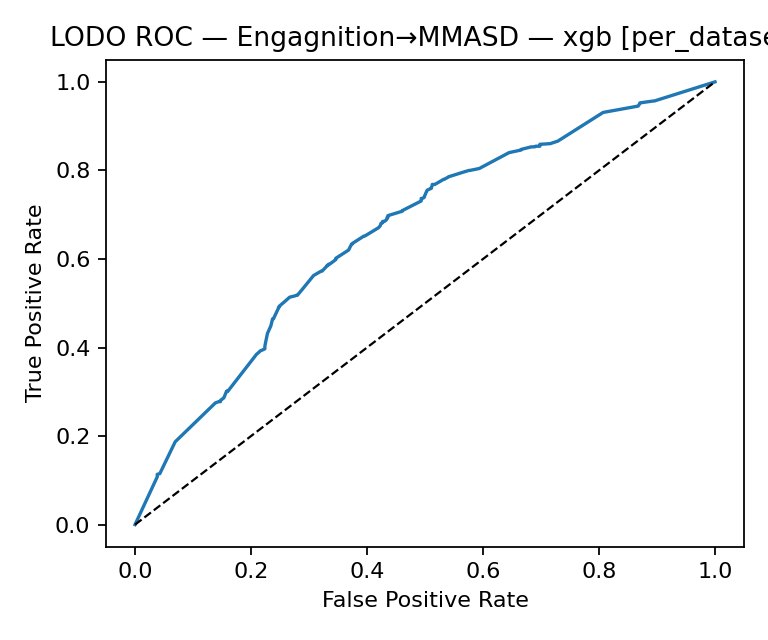 LODO ROC — Engagnition→MMASD — xgb [per_datase
1.0
0.8
0.6
0.4
0.2
0.0
True Positive Rate
0.0 0.2 0.4 0.6 0.8 1.0
False Positive Rate